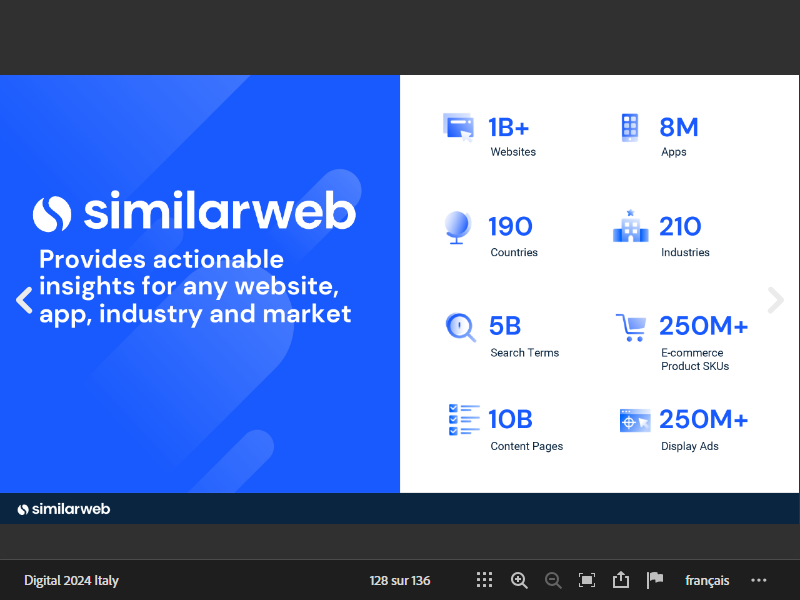 similarweb
Provides actionable
insights for any website,
app, industry and market
1B+
Websites
8M
Apps
190
Countries
210
Industries
5B
Search Terms
250M+
E-commerce
Product SKUs
10B
Content Pages
250M+
Display Ads
similarweb
Digital 2024 Italy
128 sur 136
français